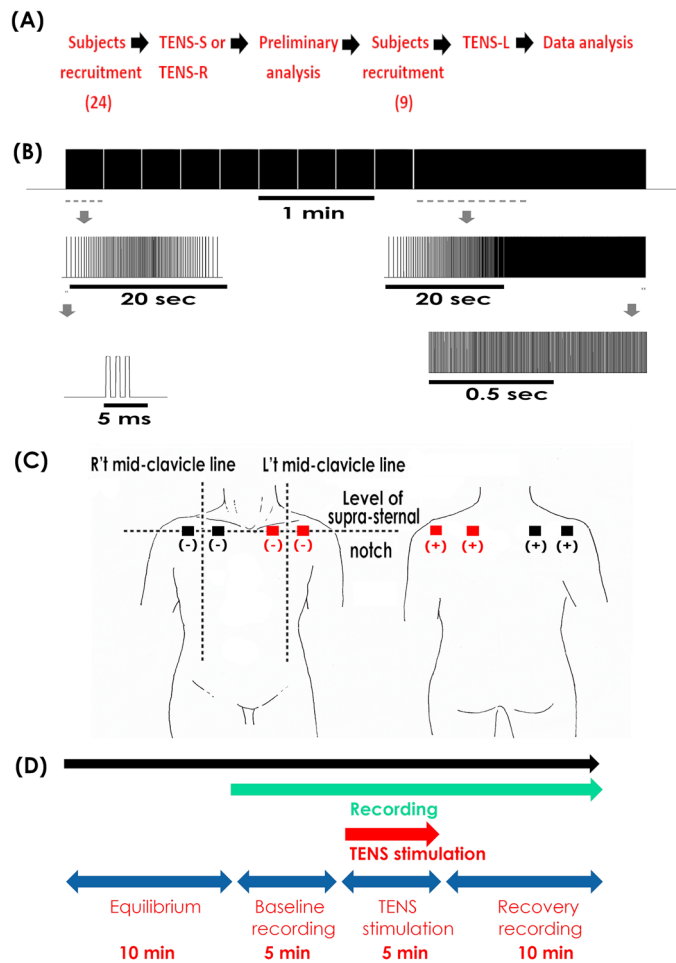 (A)
Subjects recruitment (24)
TENS-S or TENS-R
Preliminary analysis
Subjects recruitment (9)
TENS-L
Data analysis
(B)
1 min
20 sec
20 sec
5 ms
0.5 sec
(C)
R't mid-clavicle line
L't mid-clavicle line
Level of
supra-sternal
notch
(-) (-) (-) (-)
(+) (+) (+) (+)
(D)
Recording
TENS stimulation
Equilibrium
10 min
Baseline
recording
5 min
TENS
stimulation
5 min
Recovery
recording
10 min